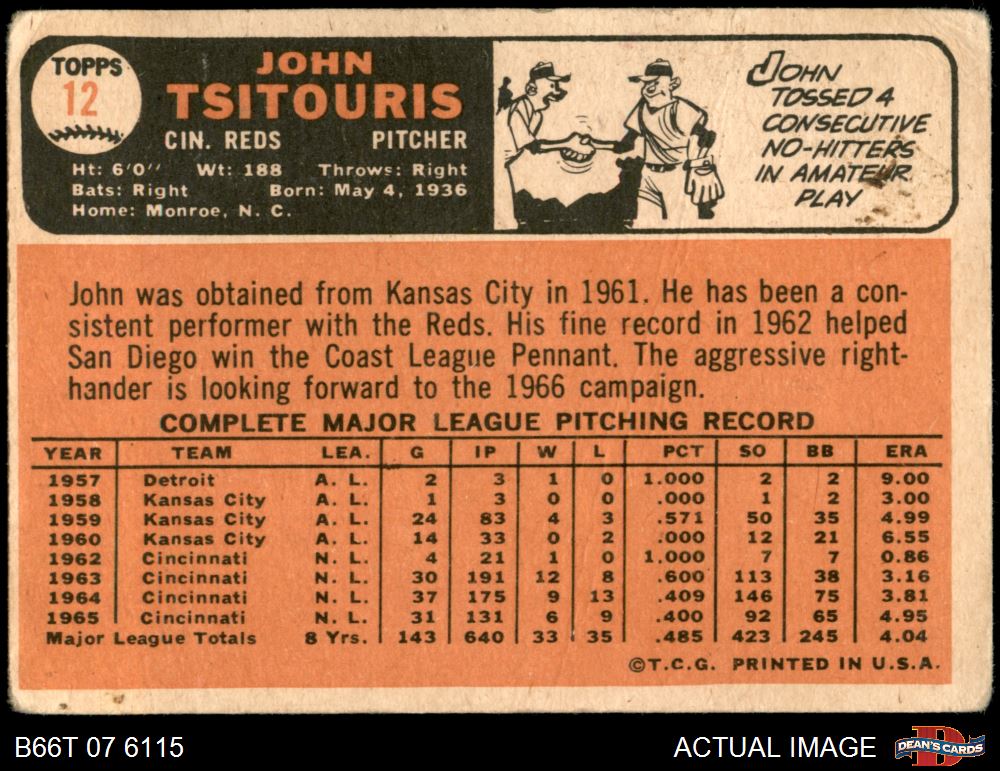 TOPPS
12
JOHN
TSITOURIS
CIN. REDS PITCHER
Ht: 6'0'' Wt: 188 Throws: Right
Bats: Right Born: May 4, 1936
Home: Monroe, N. C.
JOHN
TOSSED 4
CONSECUTIVE
NO-HITTERS
IN AMATEUR
PLAY
John was obtained from Kansas City in 1961. He has been a con-
sistent performer with the Reds. His fine record in 1962 helped
San Diego win the Coast League Pennant. The aggressive right-
hander is looking forward to the 1966 campaign.
COMPLETE MAJOR LEAGUE PITCHING RECORD
YEAR TEAM LEA. G IP W L PCT SO BB ERA
1957 Detroit A. L. 2 3 1 0 1.000 2 2 9.00
1958 Kansas City A. L. 1 3 0 0 .000 1 2 3.00
1959 Kansas City A. L. 24 83 4 3 .571 50 35 4.99
1960 Kansas City A. L. 14 33 0 2 .000 12 21 6.55
1962 Cincinnati N. L. 4 21 1 0 1.000 7 7 0.86
1963 Cincinnati N. L. 30 191 12 8 .600 113 38 3.16
1964 Cincinnati N. L. 37 175 9 13 .409 146 75 3.81
1965 Cincinnati N. L. 31 131 6 9 .400 92 65 4.95
Major League Totals 8 Yrs. 143 640 33 35 .485 423 245 4.04
©T.C.G. PRINTED IN U.S.A.
B66T 07 6115 ACTUAL IMAGE DEAN'S CARDS